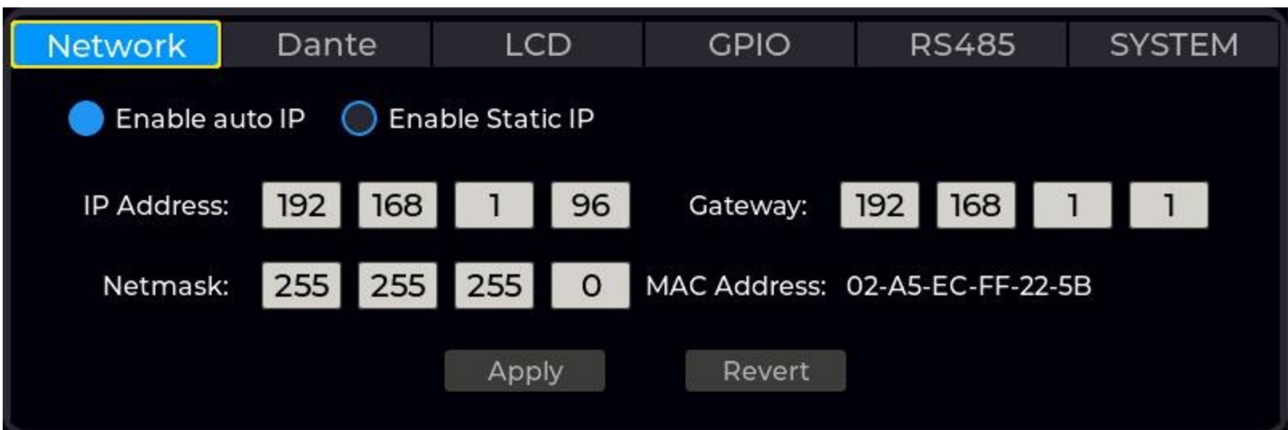 Network Dante LCD GPIO RS485 SYSTEM
Enable auto IP Enable Static IP
IP Address: 192 168 1 96 Gateway: 192 168 1 1
Netmask: 255 255 255 0 MAC Address: 02-A5-EC-FF-22-5B
Apply Revert